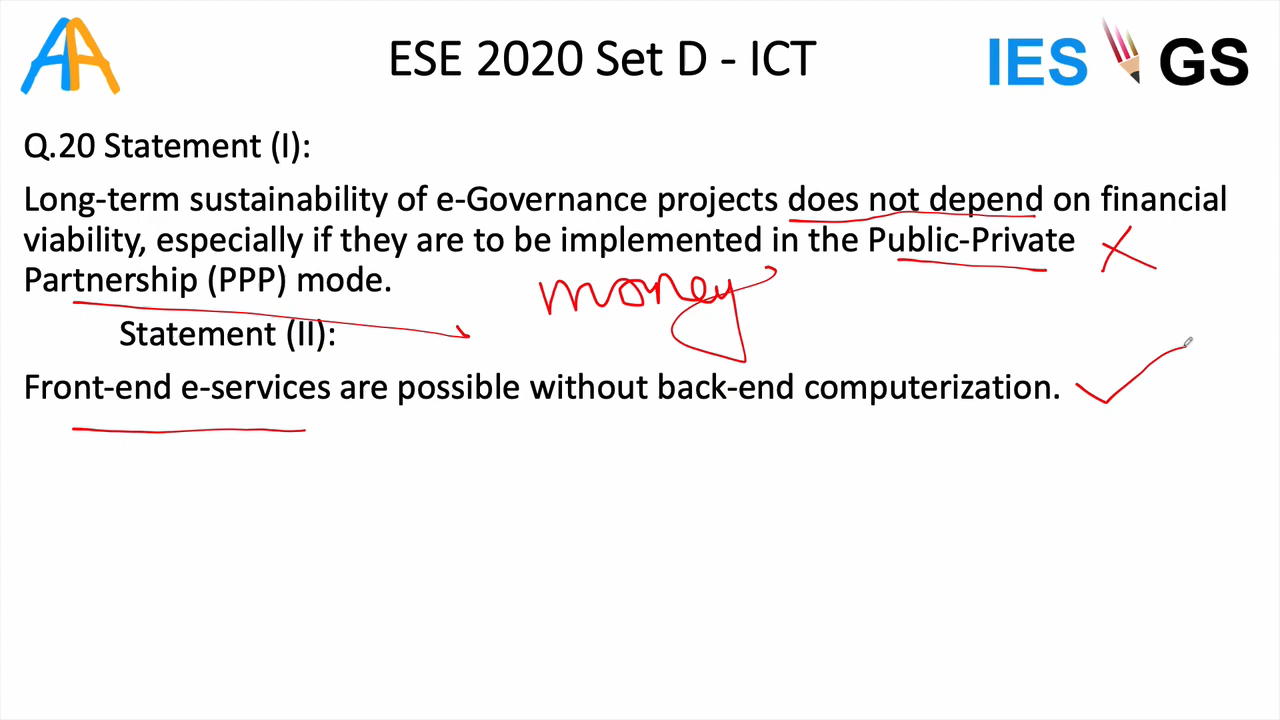 AA
ESE 2020 Set D - ICT
IES GS
Q.20 Statement (I):
Long-term sustainability of e-Governance projects does not depend on financial
viability, especially if they are to be implemented in the Public-Private
Partnership (PPP) mode.
money
Statement (II):
Front-end e-services are possible without back-end computerization.